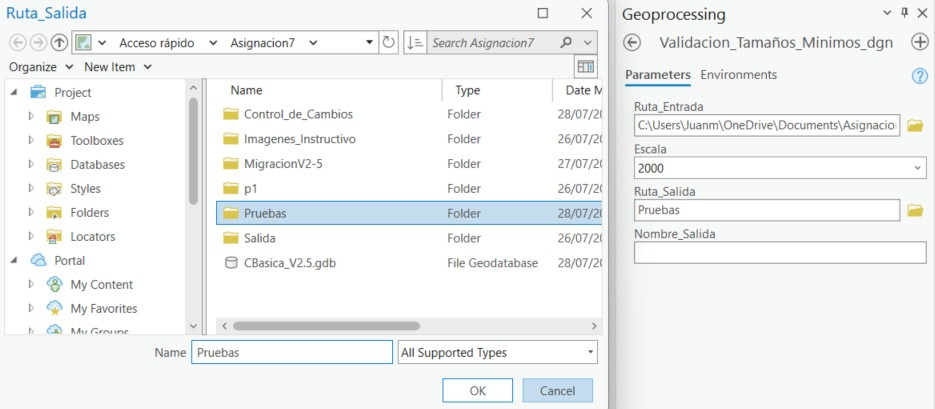 Ruta_Salida
Acceso rápido
Asignacion7
Search Asignacion7
Organize
New Item
Project
Maps
Toolboxes
Databases
Styles
Folders
Locators
Portal
My Content
My Favorites
My Groups
Name Type Date M
Control_de_Cambios Folder 28/07/20
Imagenes_Instructivo Folder 26/07/20
MigracionV2-5 Folder 27/07/20
p1 Folder 26/07/20
Pruebas Folder 28/07/20
Salida Folder 26/07/20
CBasica_V2.5.gdb File Geodatabase 28/07/20
Name Pruebas All Supported Types
OK Cancel
Geoprocessing
Validacion_Tamaños_Minimos_dgn
Parameters Environments
Ruta_Entrada
C:\Users\Juanm\OneDrive\Documents\Asignacio
Escala
2000
Ruta_Salida
Pruebas
Nombre_Salida